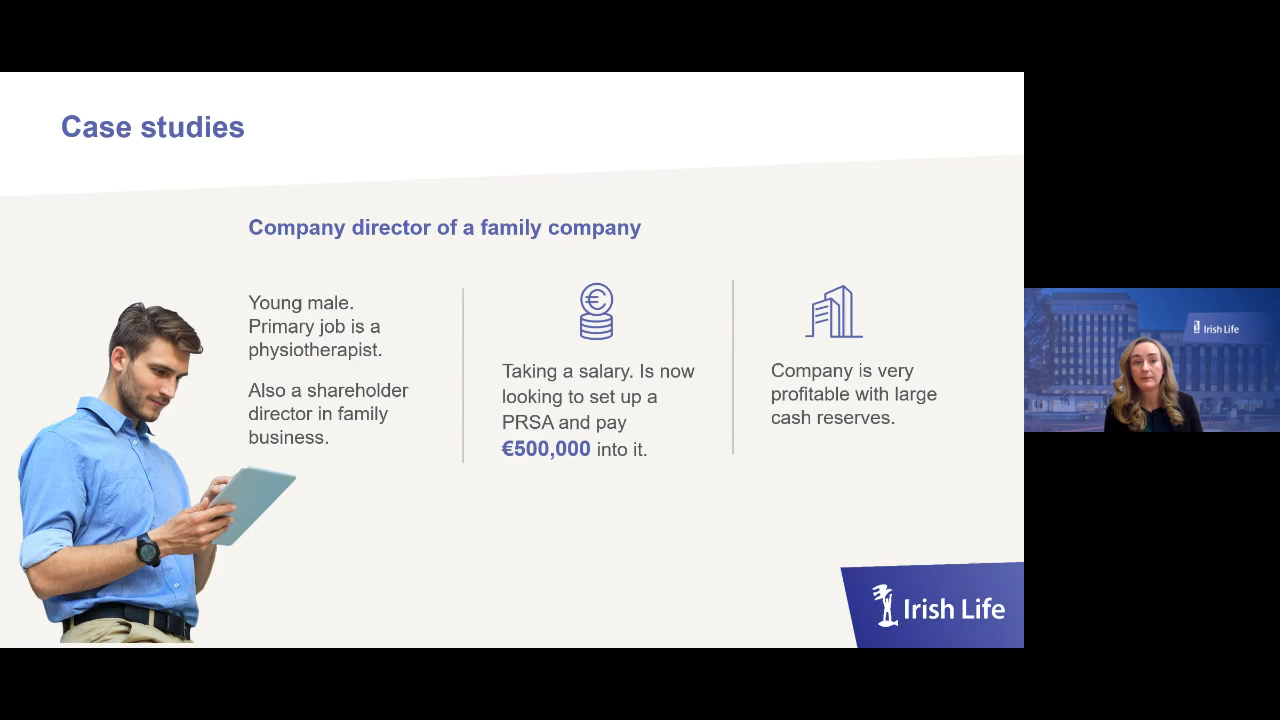 Case studies
Company director of a family company
Young male.
Primary job is a
physiotherapist.
Also a shareholder
director in family
business.
Taking a salary. Is now
looking to set up a
PRSA and pay
€500,000 into it.
Company is very
profitable with large
cash reserves.
Irish Life
Irish Life